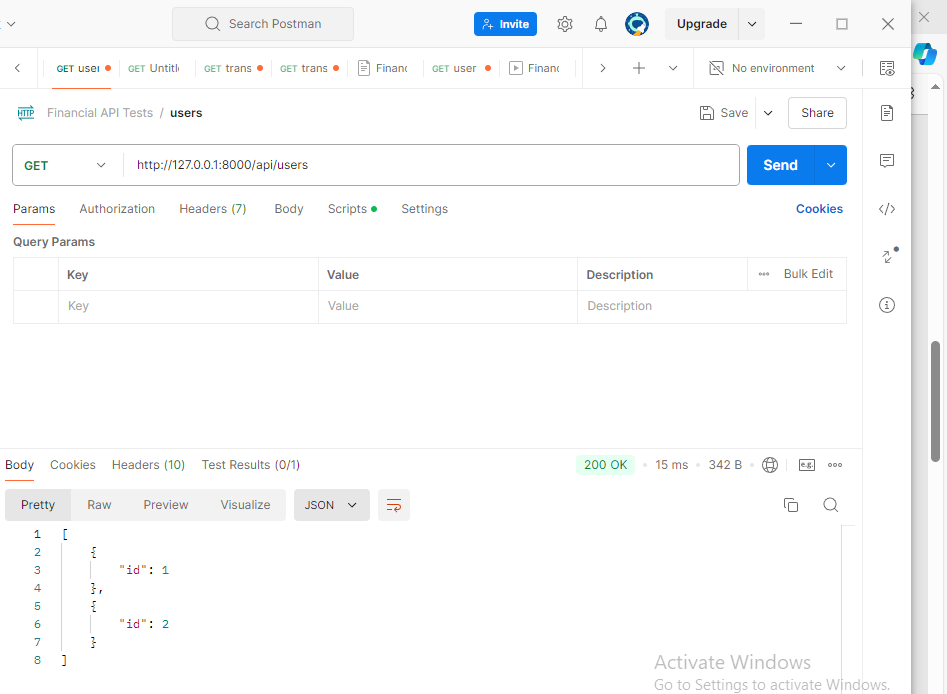 Search Postman
Invite
Upgrade
GET user
GET Untitl
GET trans
GET trans
Financ
GET user
Financ
No environment
HTTP
Financial API Tests / users
Save
Share
GET
http://127.0.0.1:8000/api/users
Send
Params
Authorization
Headers (7)
Body
Scripts
Settings
Cookies
Query Params
Key
Value
Description
Bulk Edit
Key
Value
Description
Body
Cookies
Headers (10)
Test Results (0/1)
200 OK
15 ms
342 B
e.g.
Pretty
Raw
Preview
Visualize
JSON
1 [
2 {
3 "id": 1
4 },
5 {
6 "id": 2
7 }
8 ]
Activate Windows
Go to Settings to activate Windows.